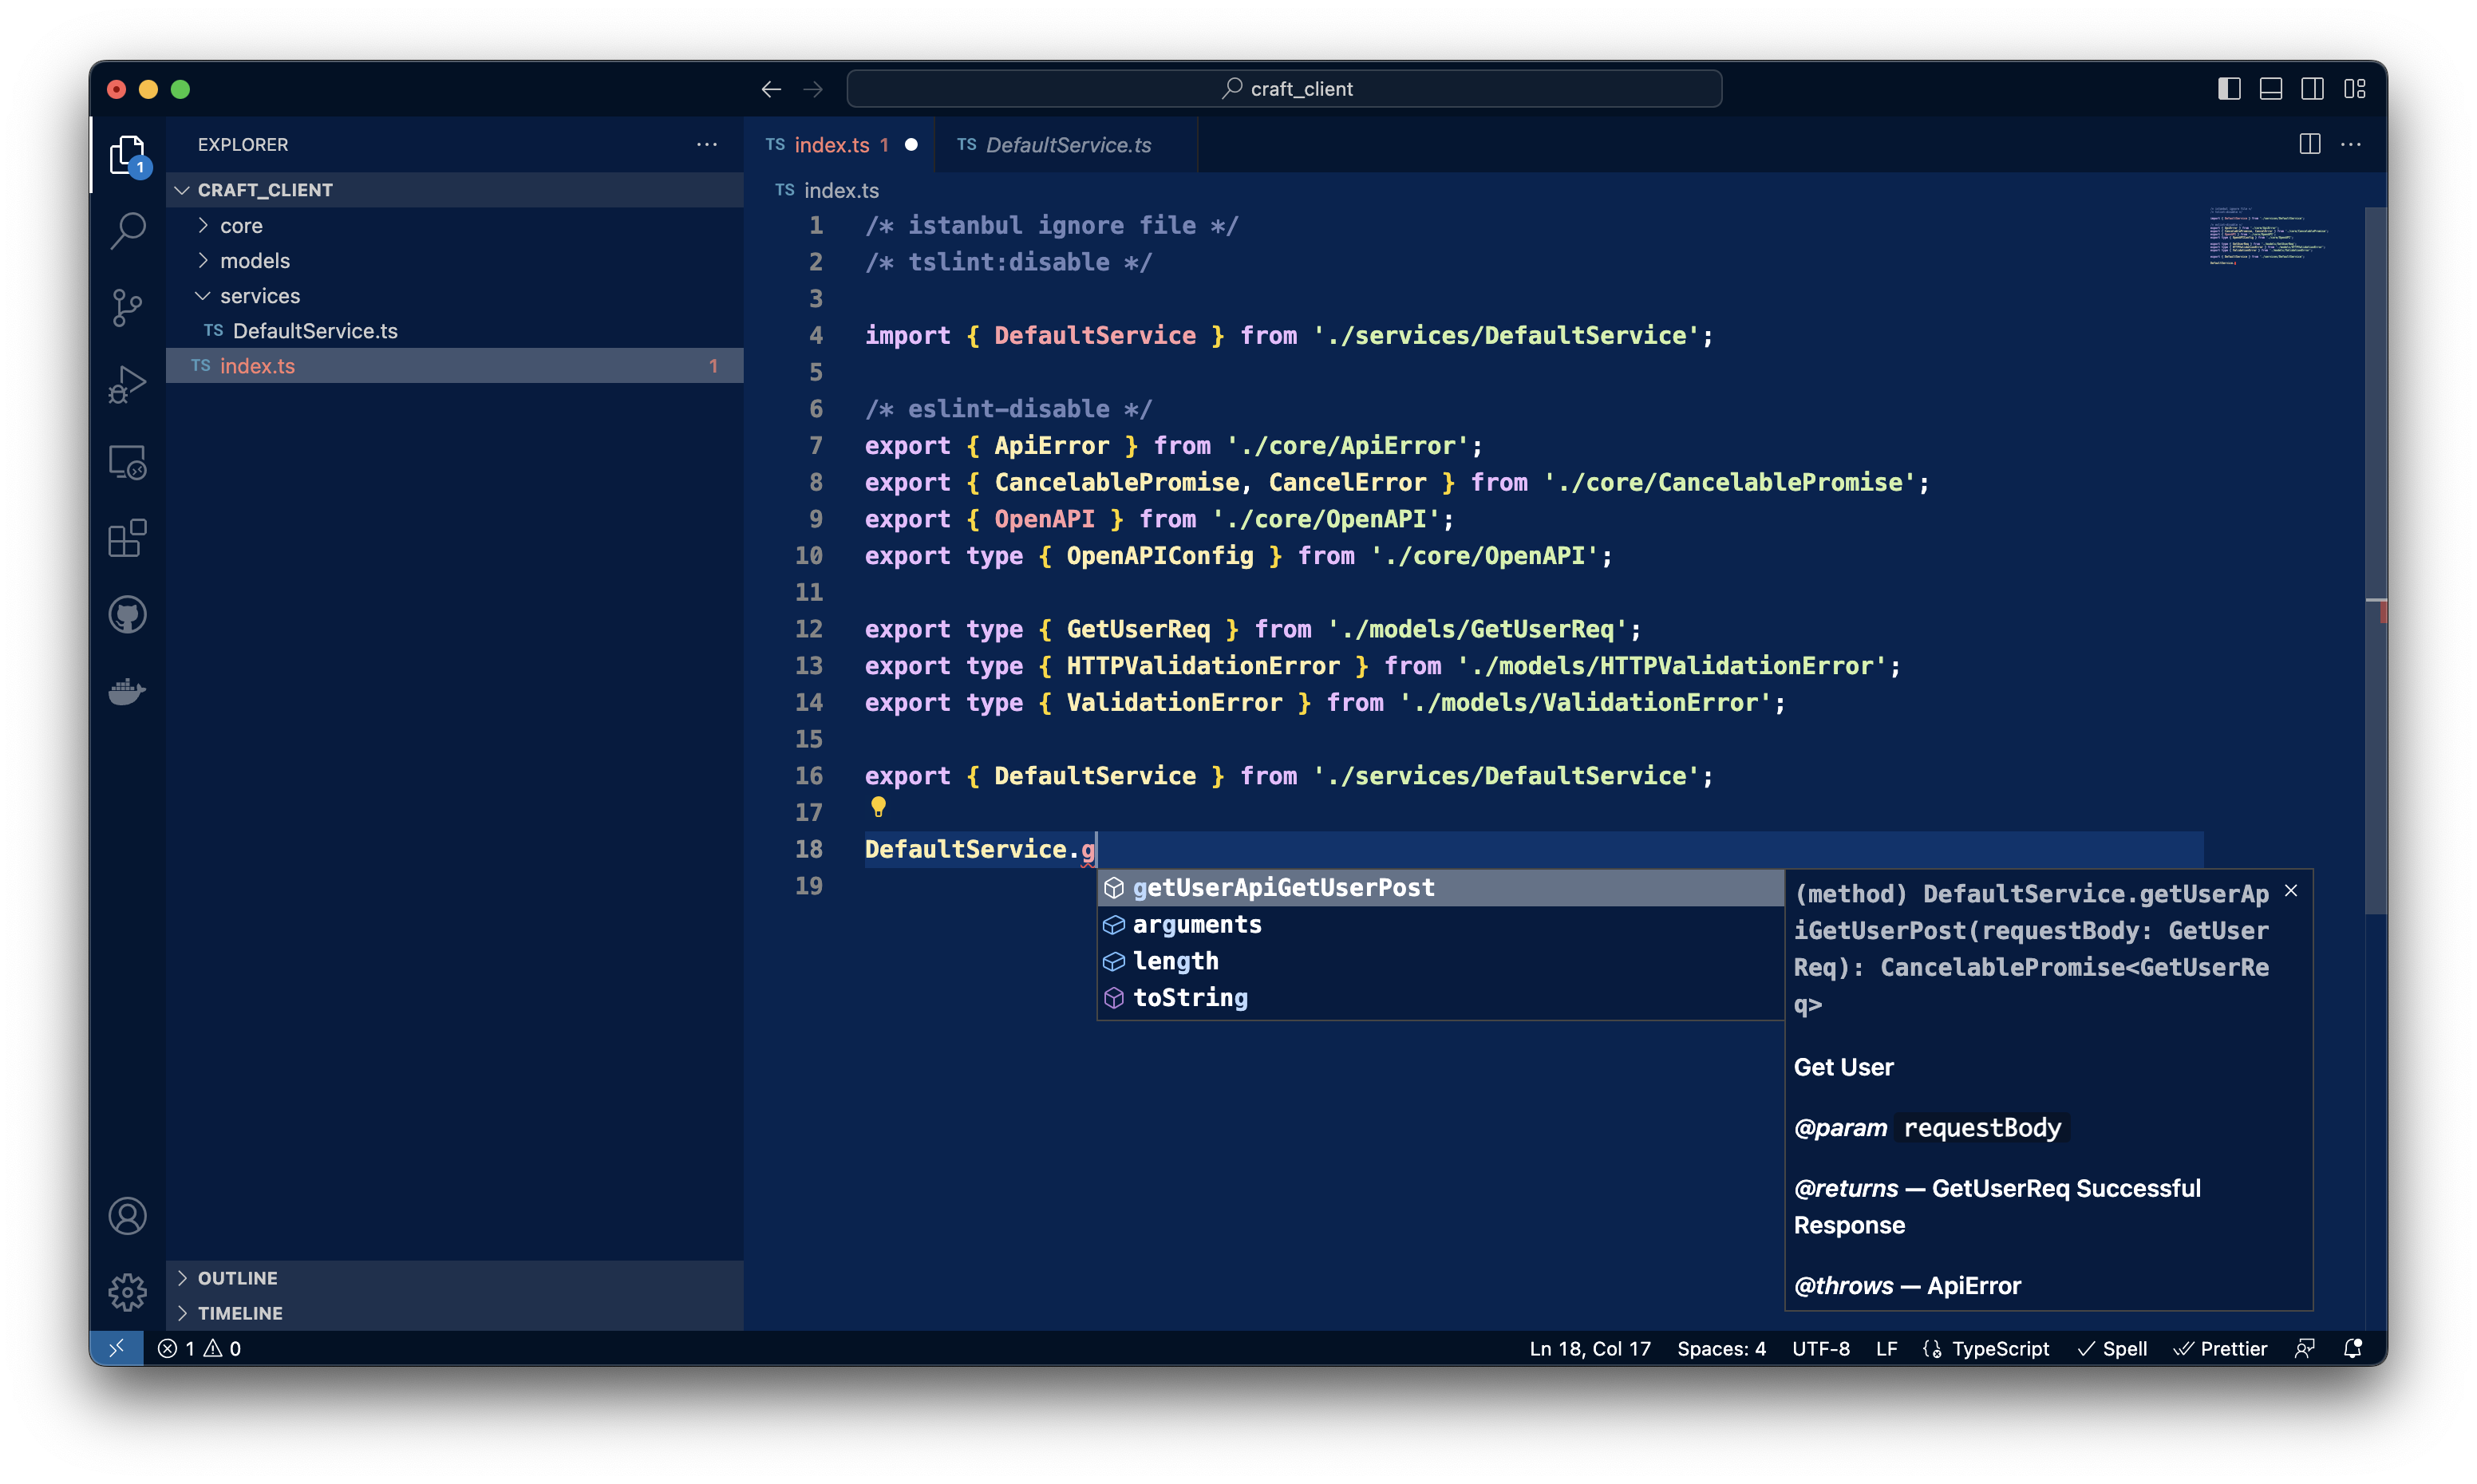 craft_client
EXPLORER
TS index.ts 1
TS DefaultService.ts
1
CRAFT_CLIENT
core
models
services
TS DefaultService.ts
TS index.ts 1
TS index.ts
1 /* istanbul ignore file */
2 /* tslint:disable */
3
4 import { DefaultService } from './services/DefaultService';
5
6 /* eslint-disable */
7 export { ApiError } from './core/ApiError';
8 export { CancelablePromise, CancelError } from './core/CancelablePromise';
9 export { OpenAPI } from './core/OpenAPI';
10 export type { OpenAPIConfig } from './core/OpenAPI';
11
12 export type { GetUserReq } from './models/GetUserReq';
13 export type { HTTPValidationError } from './models/HTTPValidationError';
14 export type { ValidationError } from './models/ValidationError';
15
16 export { DefaultService } from './services/DefaultService';
17
18 DefaultService.g
19
getUserApiGetUserPost
arguments
length
toString
(method) DefaultService.getUserAp
iGetUserPost(requestBody: GetUser
Req): CancelablePromise<GetUserRe
q>
Get User
@param requestBody
@returns — GetUserReq Successful
Response
@throws — ApiError
OUTLINE
TIMELINE
1 0
Ln 18, Col 17 Spaces: 4 UTF-8 LF TypeScript Spell Prettier